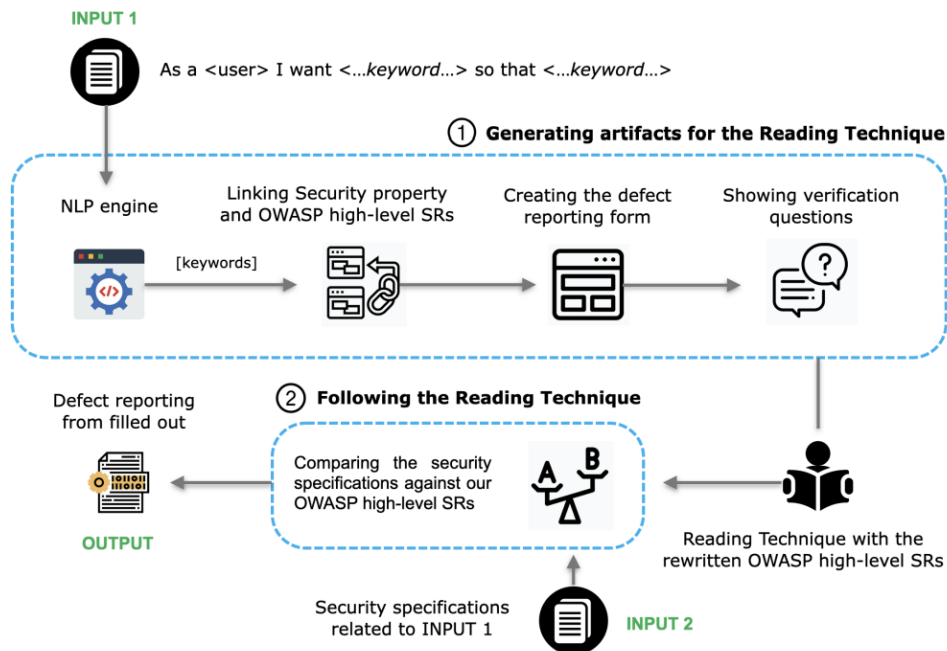 INPUT 1
As a <user> I want <...keyword...> so that <...keyword...>
1 Generating artifacts for the Reading Technique
NLP engine
</>
[keywords]
Linking Security property
and OWASP high-level SRs
Creating the defect
reporting form
Showing verification
questions
?
Defect reporting
from filled out
OUTPUT
2 Following the Reading Technique
Comparing the security
specifications against our
OWASP high-level SRs
A B
Reading Technique with the
rewritten OWASP high-level SRs
Security specifications
related to INPUT 1
INPUT 2